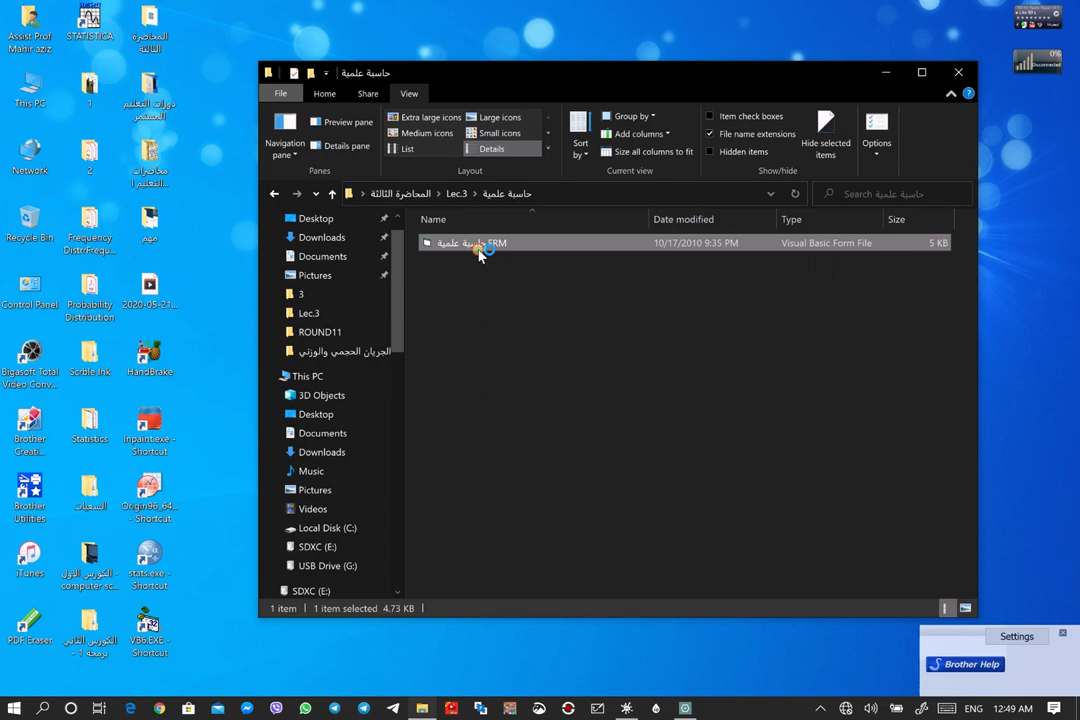 Assist Prof
Mahir aziz
STATISTICA
المحاضرة
الثالثة
This PC
1
دورات التعليم
المستمر
Network
2
محاضرات
التعليم ا
Recycle Bin
Frequency
Distr.Frequ...
مهم
Control Panel
Probability
Distribution
2020-05-21...
Bigasoft Total
Video Conv...
Scrble Ink
HandBrake
Brother
Creati...
Statistics
Inpaint.exe -
Shortcut
Brother
Utilities
السعيات
Origin96_64...
- Shortcut
iTunes
الكورس الاول -
computer sc...
stats.exe -
Shortcut
PDF Eraser
الكورس الثاني
برمجة 1 -
VB6.EXE -
Shortcut
حاسبة علمية
File
Home
Share
View
Navigation
pane
Preview pane
Details pane
Panes
Extra large icons
Large icons
Medium icons
Small icons
List
Details
Layout
Sort
by
Group by
Add columns
Size all columns to fit
Current view
Item check boxes
File name extensions
Hidden items
Hide selected
items
Show/hide
Options
المحاضرة الثالثة
Lec.3
حاسبة علمية
Search حاسبة علمية
Desktop
Downloads
Documents
Pictures
3
Lec.3
ROUND11
الجريان الحجمي والوزني
This PC
3D Objects
Desktop
Documents
Downloads
Music
Pictures
Videos
Local Disk (C:)
SDXC (E:)
USB Drive (G:)
SDXC (E:)
Name
Date modified
Type
Size
حاسبة علمية.FRM
10/17/2010 9:35 PM
Visual Basic Form File
5 KB
1 item
1 item selected 4.73 KB
0%
Disconnected
Settings
Brother Help
ENG
12:49 AM